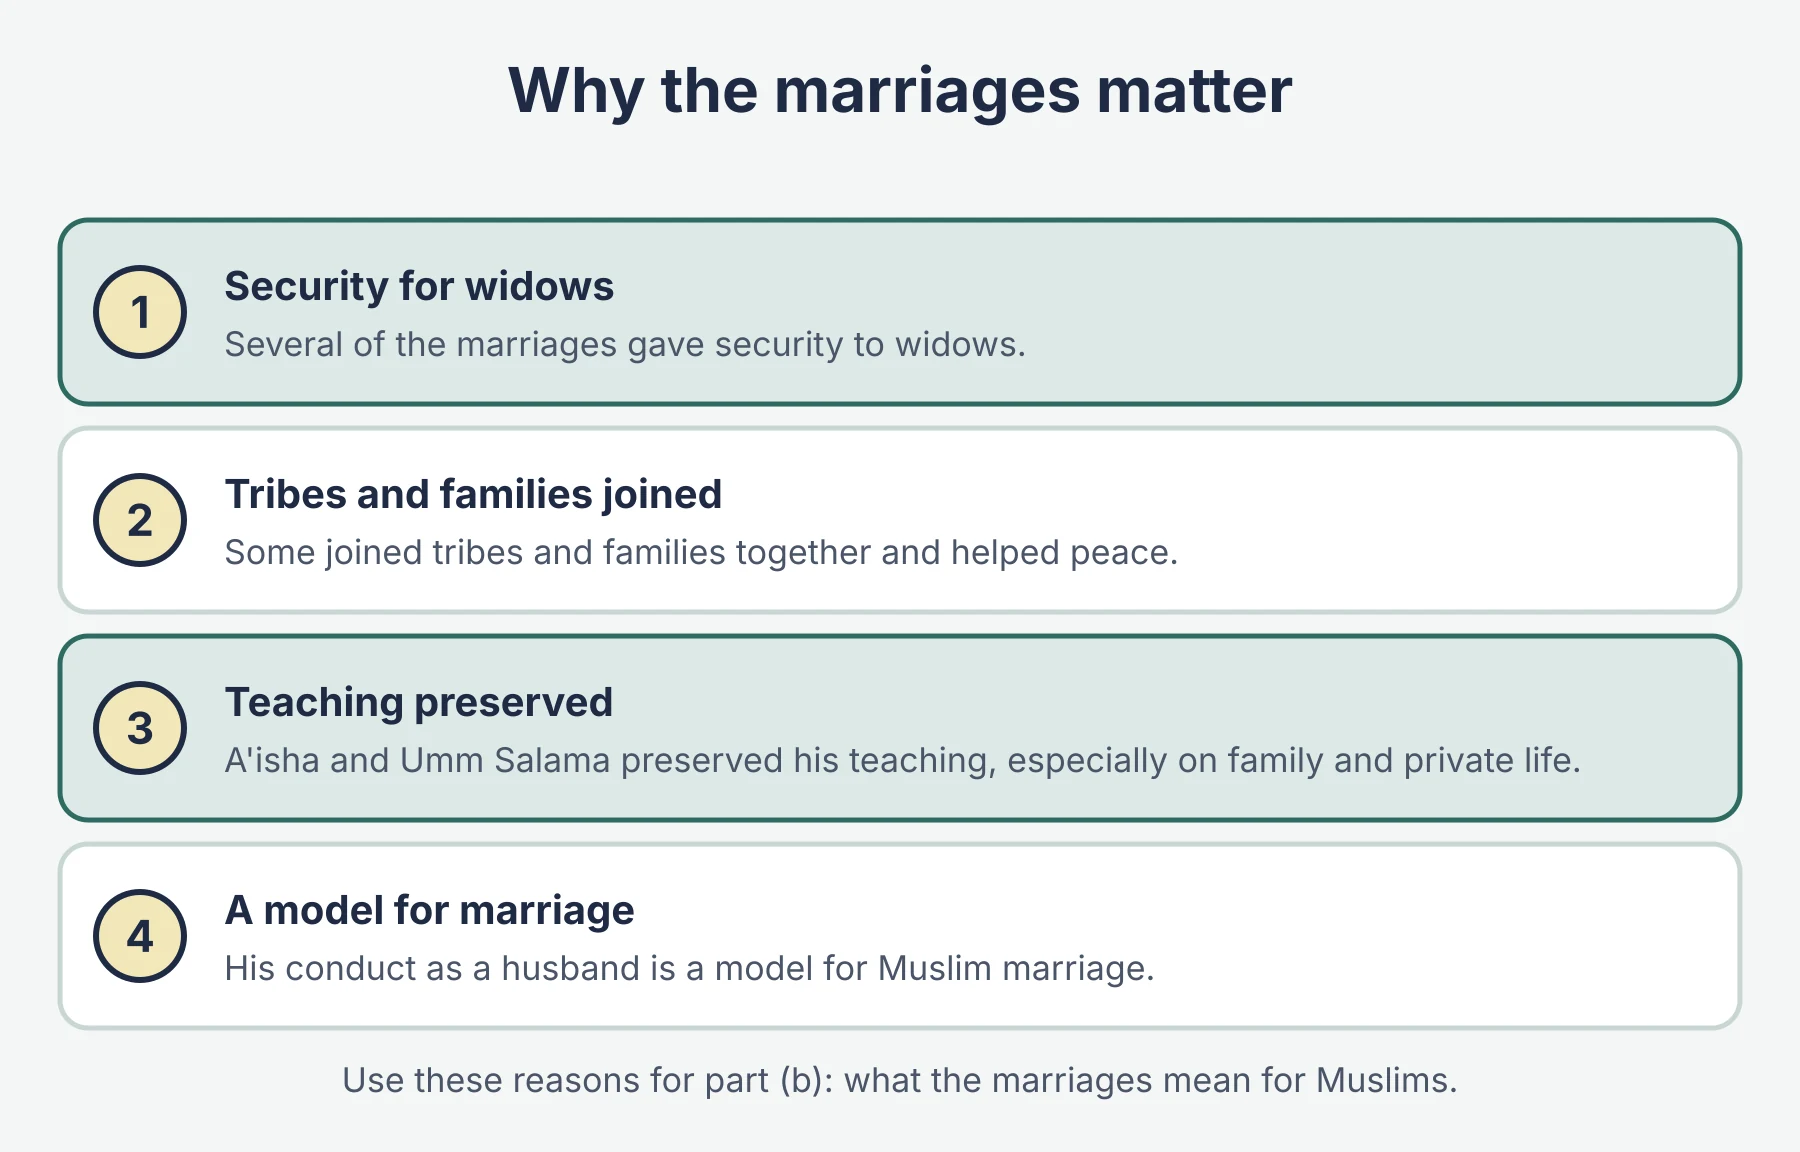 Why the marriages matter
1
Security for widows
Several of the marriages gave security to widows.
2
Tribes and families joined
Some joined tribes and families together and helped peace.
3
Teaching preserved
A'isha and Umm Salama preserved his teaching, especially on family and private life.
4
A model for marriage
His conduct as a husband is a model for Muslim marriage.
Use these reasons for part (b): what the marriages mean for Muslims.